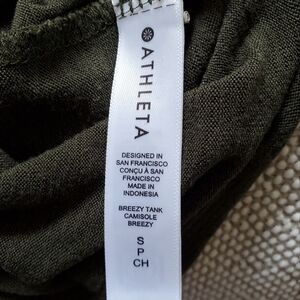 ATHLETA
DESIGNED IN
SAN FRANCISCO
CONÇU À SAN
FRANCISCO
MADE IN
INDONESIA
BREEZY TANK
CAMISOLE
BREEZY
S
P
CH